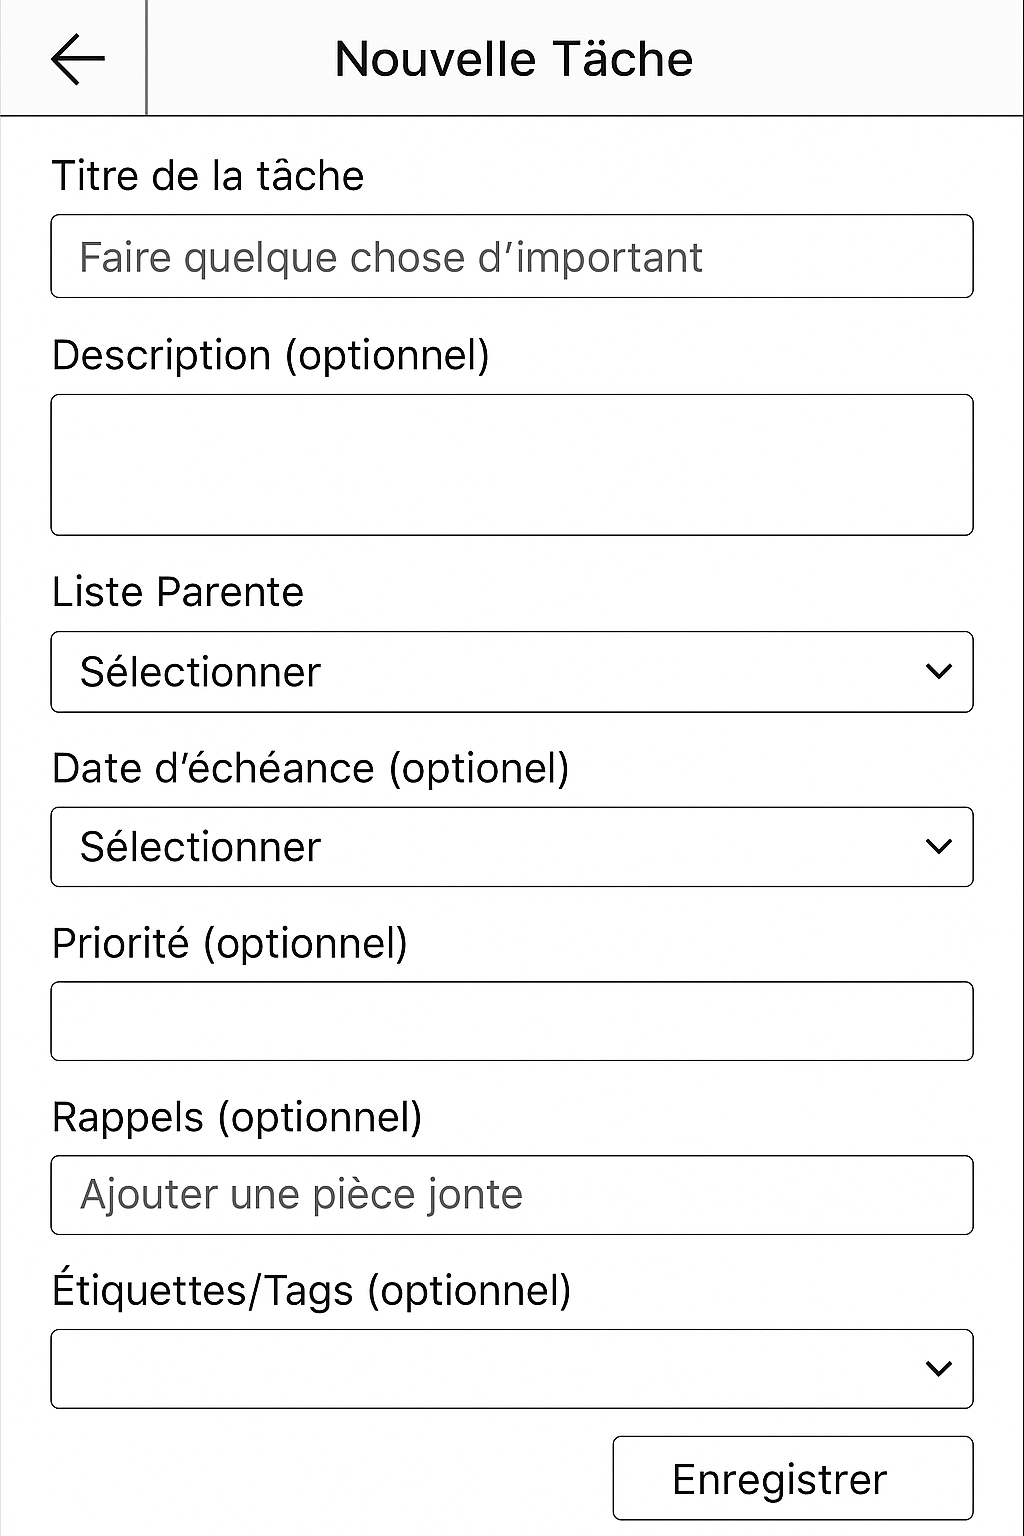 Nouvelle Täche
Titre de la tâche
Faire quelque chose d’important
Description (optionnel)
Liste Parente
Sélectionner
Date d’échéance (optionel)
Sélectionner
Priorité (optionnel)
Rappels (optionnel)
Ajouter une pièce jonte
Étiquettes/Tags (optionnel)
Enregistrer